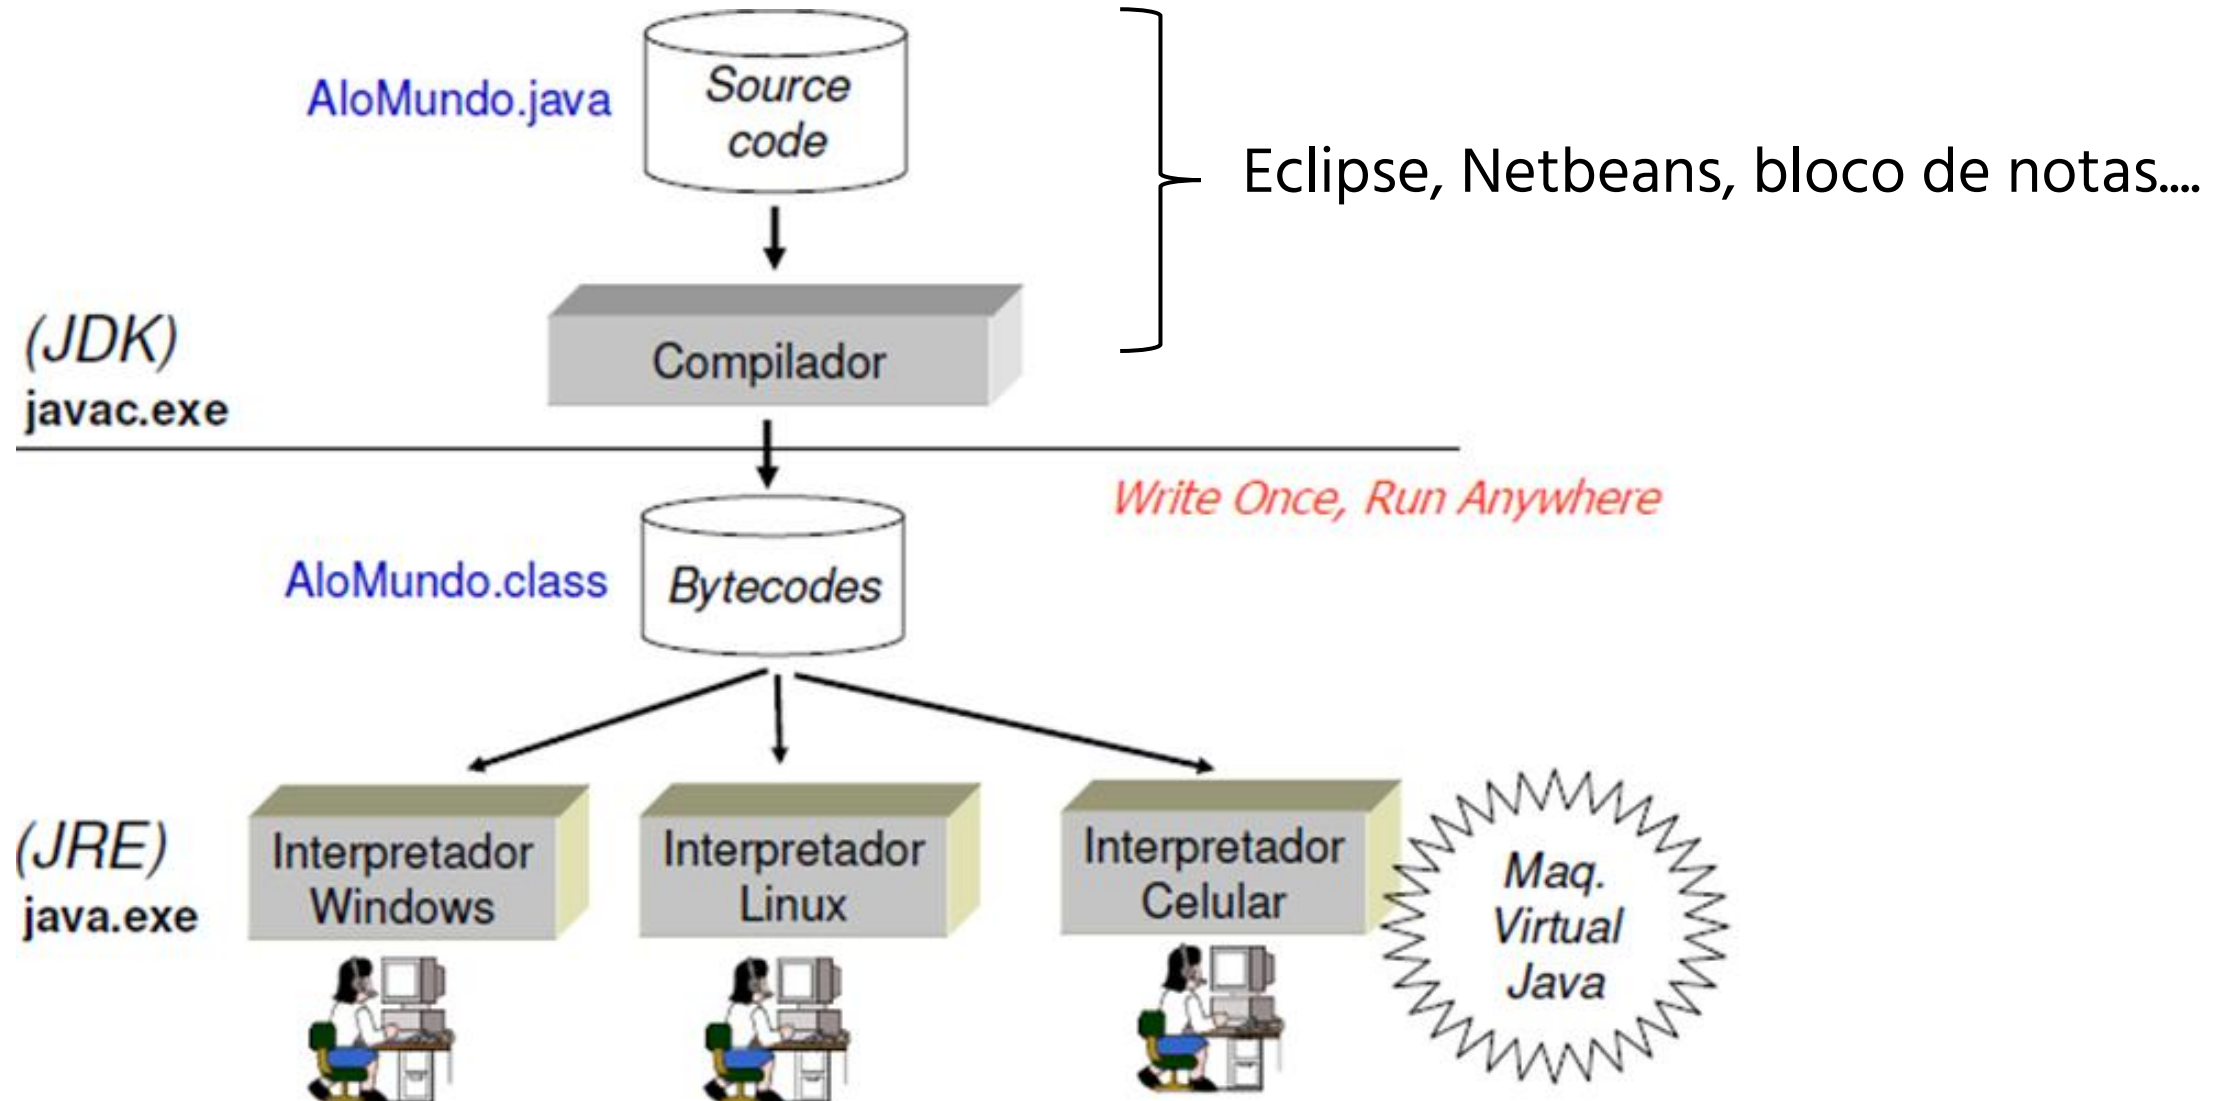 AloMundo.java
Source
code
Eclipse, Netbeans, bloco de notas....
(JDK)
javac.exe
Compilador
Write Once, Run Anywhere
AloMundo.class
Bytecodes
(JRE)
java.exe
Interpretador
Windows
Interpretador
Linux
Interpretador
Celular
Maq.
Virtual
Java